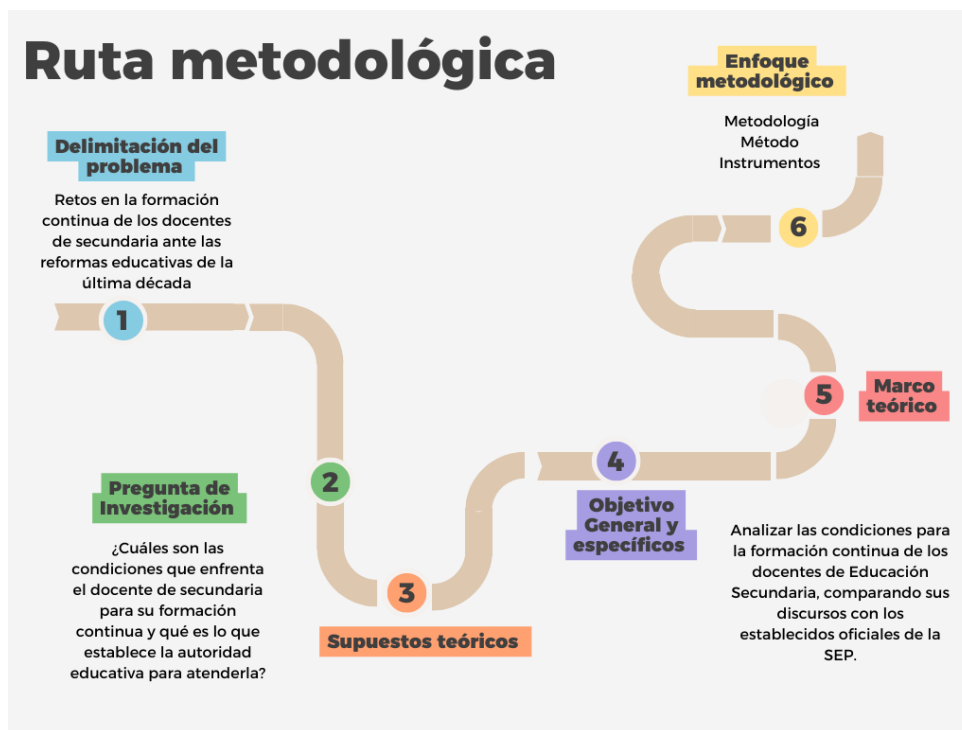 Ruta metodológica
Delimitación del
problema
Retos en la formación
continua de los docentes
de secundaria ante las
reformas educativas de la
última década
1
2
Pregunta de
Investigación
¿Cuáles son las
condiciones que enfrenta
el docente de secundaria
para su formación
continua y qué es lo que
establece la autoridad
educativa para atenderla?
3
Supuestos teóricos
4
Objetivo
General y
específicos
Analizar las condiciones para
la formación continua de los
docentes de Educación
Secundaria, comparando sus
discursos con los
establecidos oficiales de la
SEP.
5
Marco
teórico
6
Enfoque
metodológico
Metodología
Método
Instrumentos